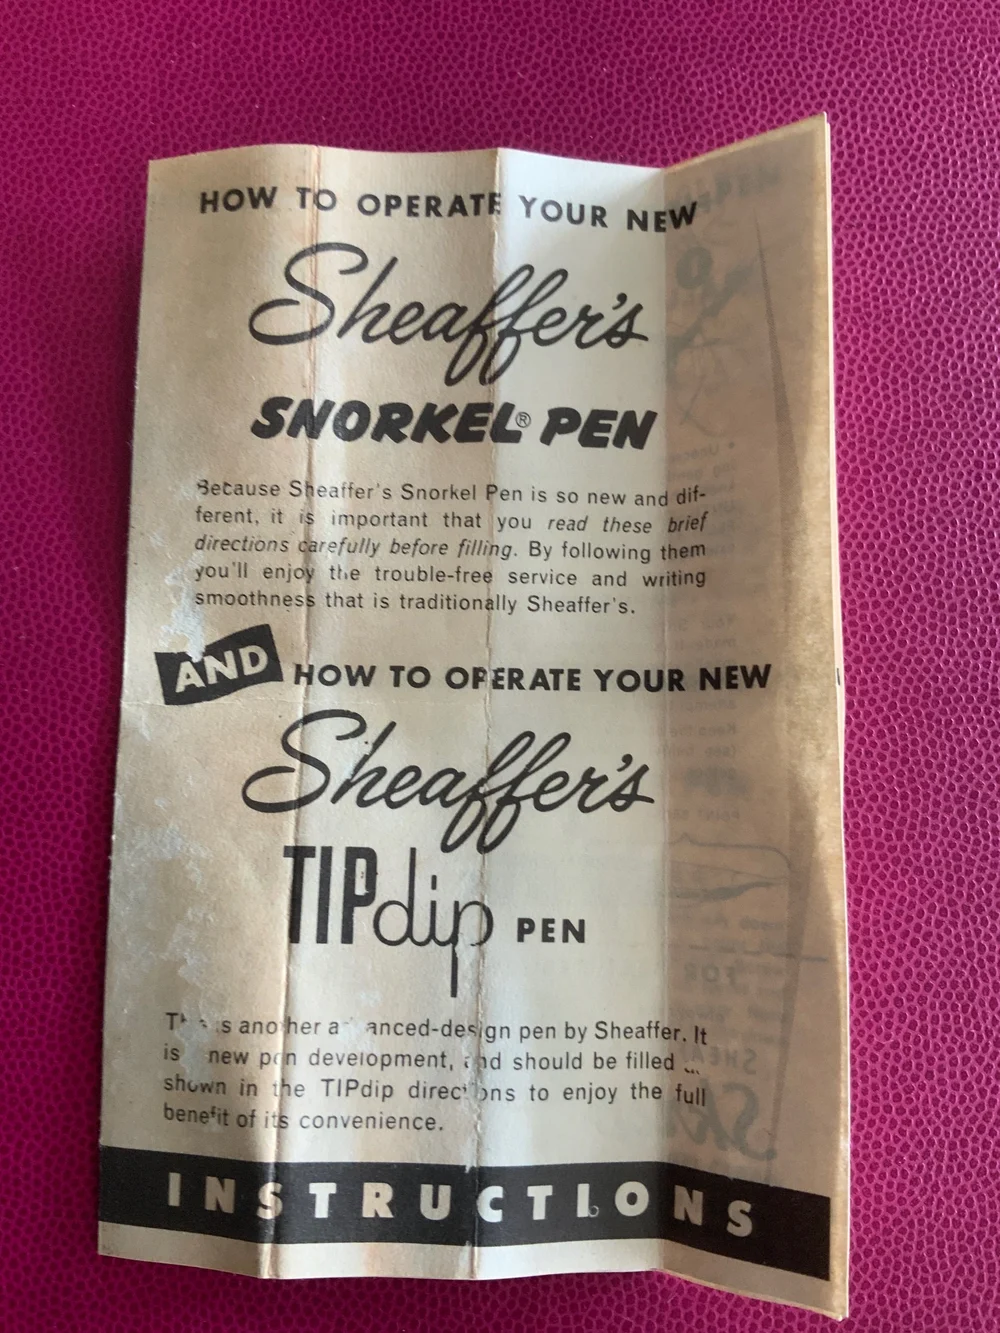 HOW TO OPERATE YOUR NEW
Sheaffer's
SNORKEL® PEN
Because Sheaffer's Snorkel Pen is so new and dif-
ferent, it is important that you read these brief
directions carefully before filling. By following them
you'll enjoy the trouble-free service and writing
smoothness that is traditionally Sheaffer's.
AND HOW TO OPERATE YOUR NEW
Sheaffer's
TIPdip PEN
This is another advanced-design pen by Sheaffer. It
is new pen development, and should be filled
shown in the TIPdip directions to enjoy the full
benefit of its convenience.
INSTRUCTIONS